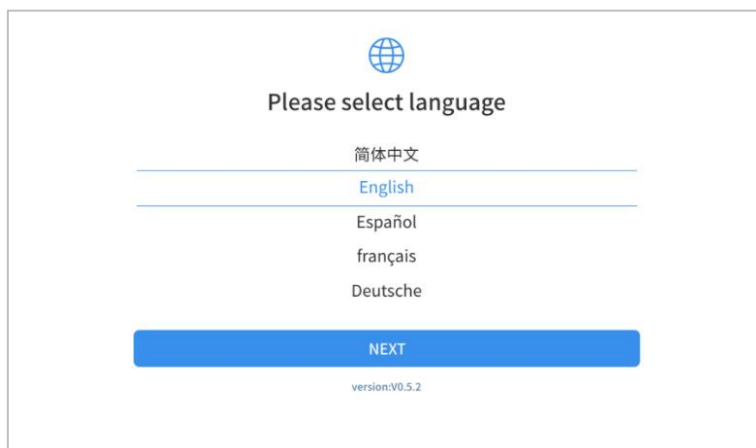 Please select language
简体中文
English
Español
français
Deutsche
NEXT
version:V0.5.2